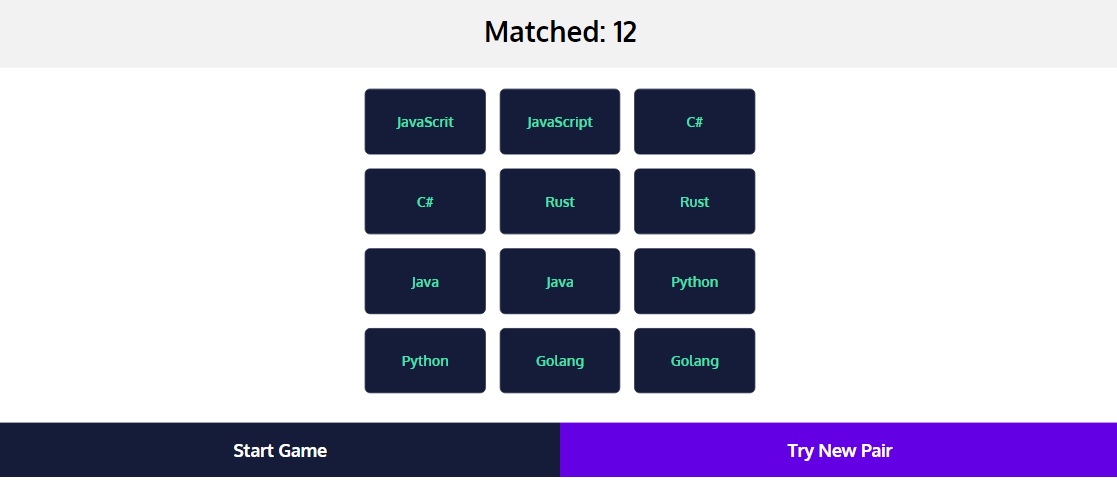 Matched: 12
JavaScrit JavaScript C#
C# Rust Rust
Java Java Python
Python Golang Golang
Start Game Try New Pair